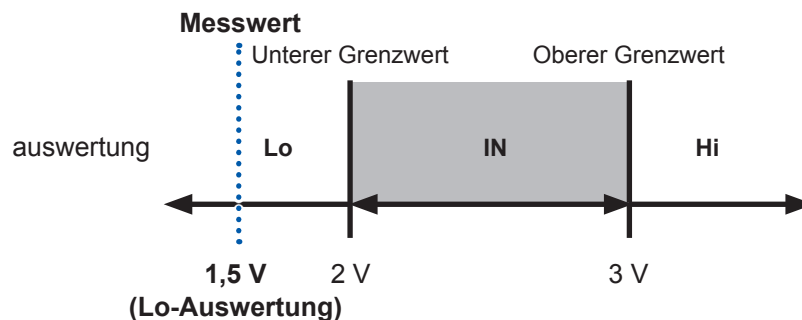 Messwert
Unterer Grenzwert Oberer Grenzwert
auswertung Lo IN Hi
1,5 V 2 V 3 V
(Lo-Auswertung)